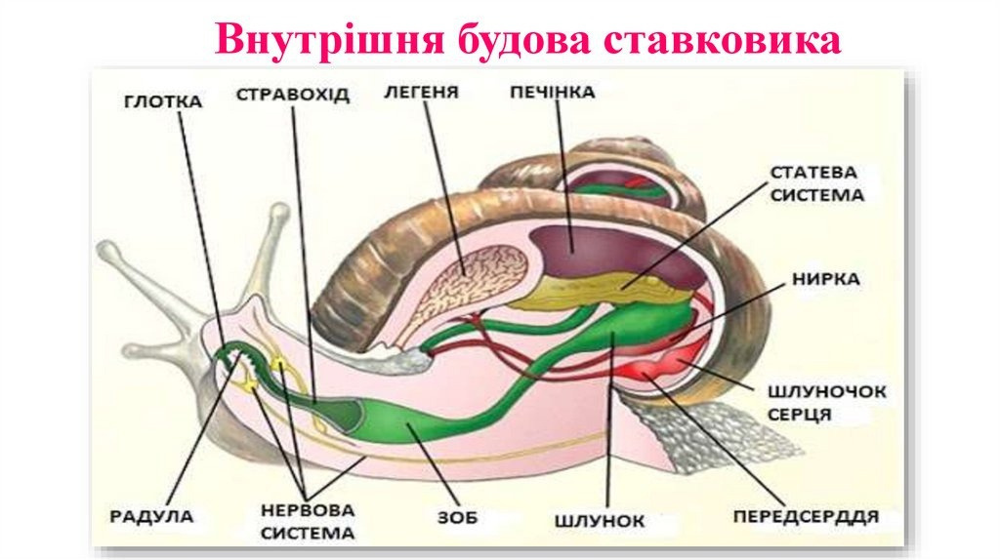 Внутрішня будова ставковика
ГЛОТКА
СТРАВОХІД
ЛЕГЕНЯ
ПЕЧІНКА
СТАТЕВА
СИСТЕМА
НИРКА
ШЛУНОЧОК
СЕРЦЯ
РАДУЛА
НЕРВОВА
СИСТЕМА
ЗОБ
ШЛУНОК
ПЕРЕДСЕРДДЯ